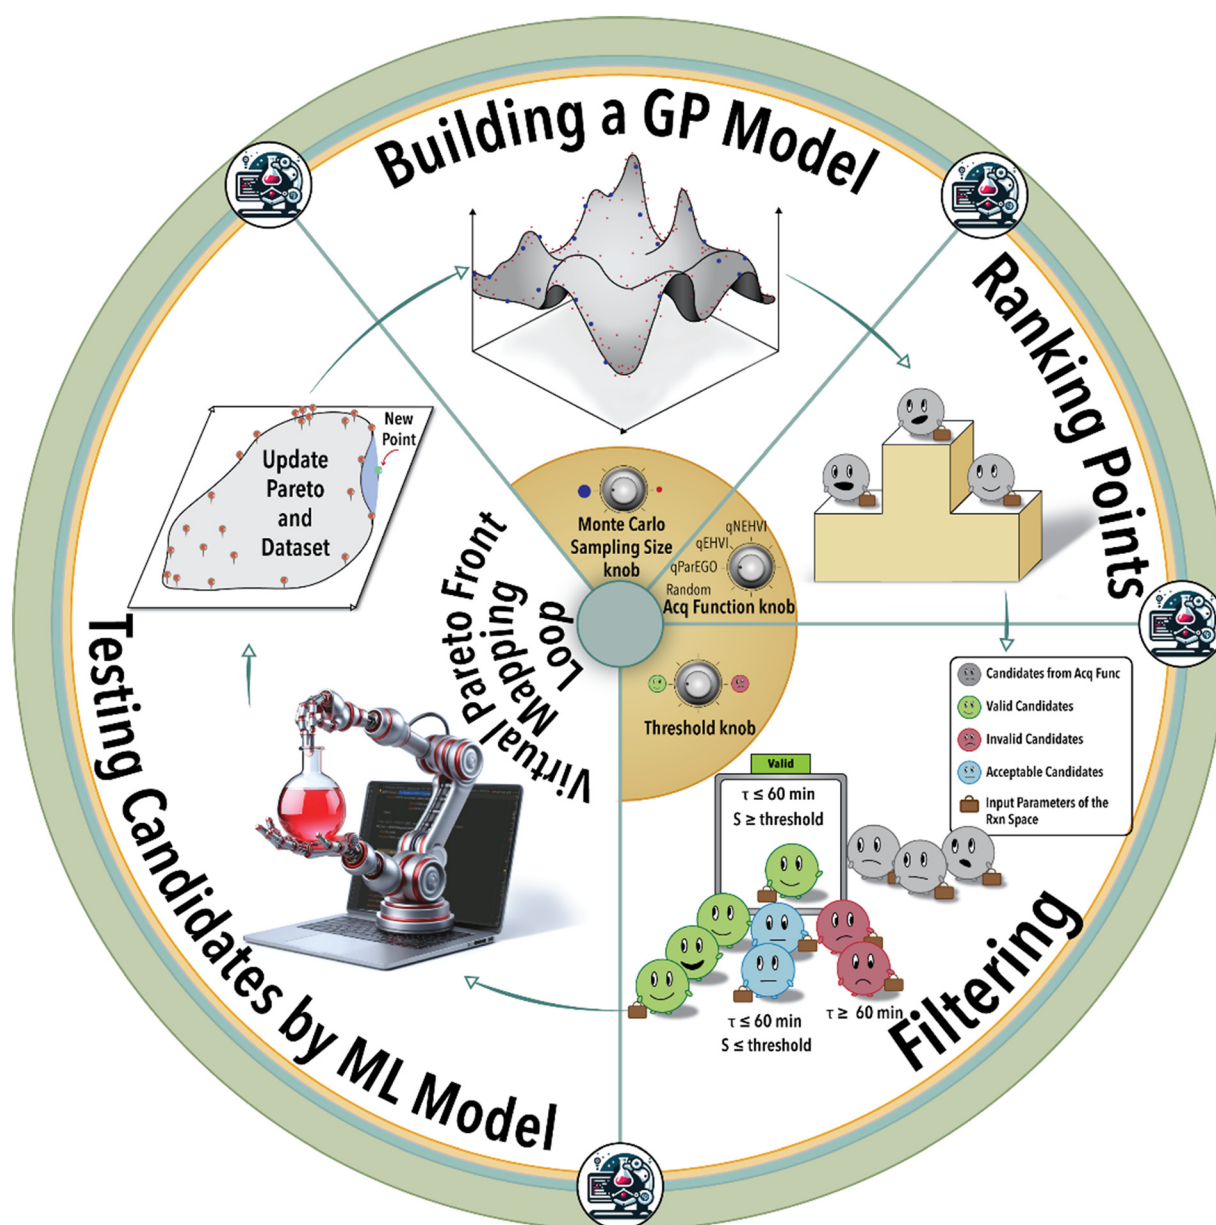 Building a GP Model
Ranking Points
New
Point
Update
Pareto
and
Dataset
Monte Carlo
Sampling Size
knob
qNEHVI
qEHVI
qParEGO
Random
Acq Function knob
Virtual Pareto Front
Mapping
Loop
Threshold knob
Candidates from Acq Func
Valid Candidates
Invalid Candidates
Acceptable Candidates
Input Parameters of the
Rxn Space
Valid
τ ≤ 60 min
S ≥ threshold
τ ≤ 60 min
S ≤ threshold
τ ≥ 60 min
Filtering
Testing Candidates by ML Model